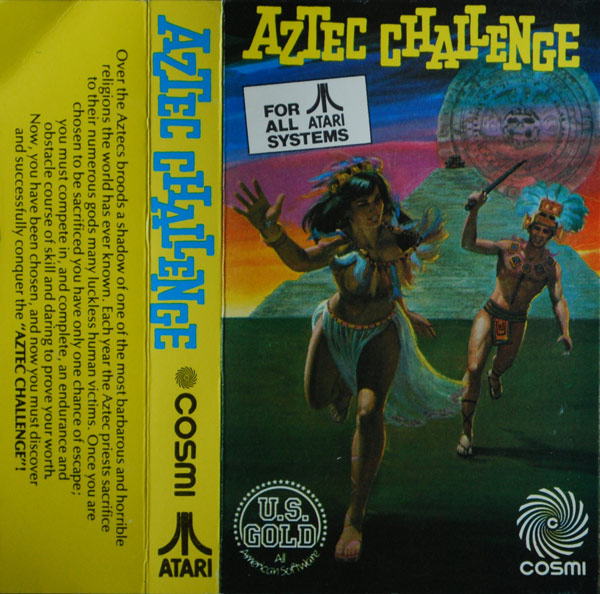 Over the Aztecs broods a shadow of one of the most barbarous and horrible
religions the world has ever known. Each year the Aztec priests sacrifice
to their numerous gods many luckless human victims. Once you are
chosen to be sacrificed you have only one chance of escape;
you must compete in, and complete, an endurance and
obstacle course of skill and daring to prove your worth.
Now, you have been chosen, and now you must discover
and successfully conquer the "AZTEC CHALLENGE"!
AZTEC CHALLENGE
COSMI
ATARI
AZTEC CHALLENGE
FOR
ALL ATARI
SYSTEMS
U.S.
GOLD
All
American Software
C
COSMI